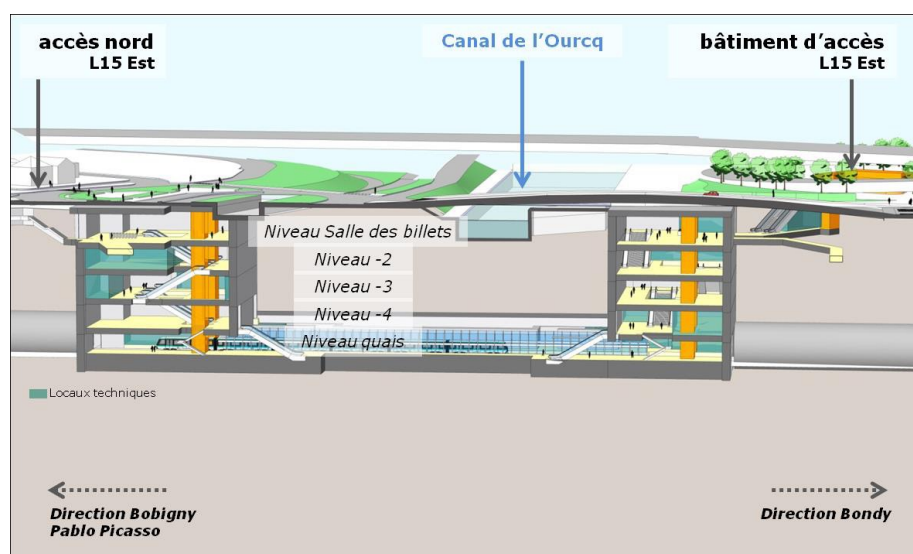 accès nord
L15 Est
Canal de l'Ourcq
bâtiment d'accès
L15 Est
Niveau Salle des billets
Niveau -2
Niveau -3
Niveau -4
Niveau quais
Locaux techniques
Direction Bobigny
Pablo Picasso
Direction Bondy